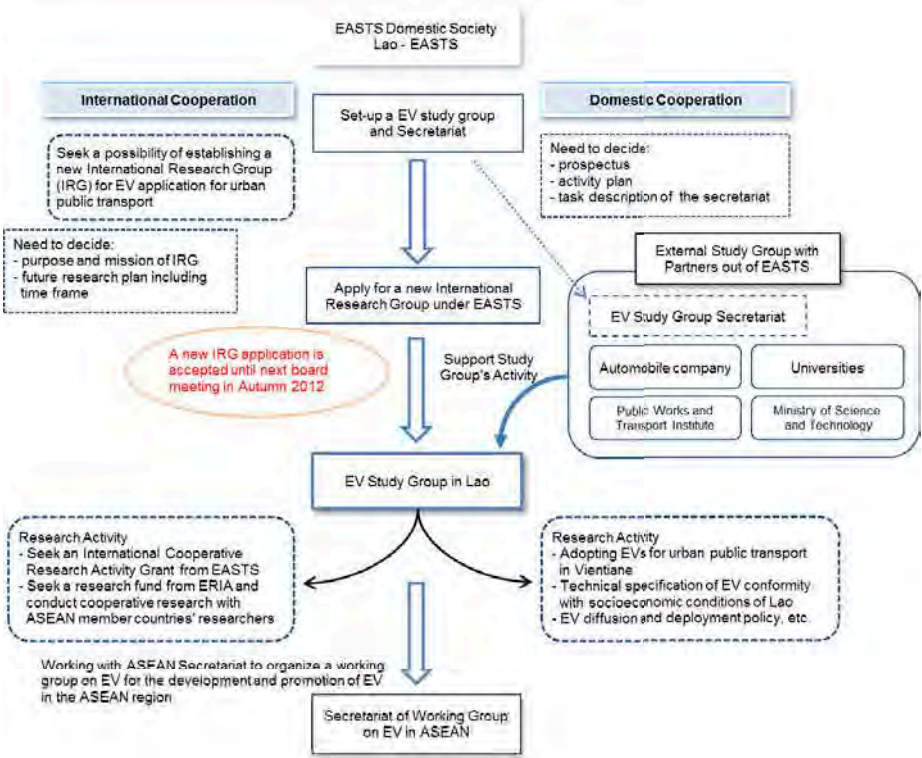 EASTS Domestic Society
Lao - EASTS
International Cooperation
Domestic Cooperation
Set-up a EV study group
and Secretariat
Seek a possibility of establishing a
new International Research Group
(IRG) for EV application for urban
public transport
Need to decide:
- prospectus
- activity plan
- task description of the secretariat
Need to decide:
- purpose and mission of IRG
- future research plan including
time frame
External Study Group with
Partners out of EASTS
Apply for a new International
Research Group under EASTS
EV Study Group Secretariat
A new IRG application is
accepted until next board
meeting in Autumn 2012
Support Study
Group's Activity
Automobile company
Universities
Public Works and
Transport Institute
Ministry of Science
and Technology
EV Study Group in Lao
Research Activity
- Seek an International Cooperative
Research Activity Grant from EASTS
- Seek a research fund from ERIA and
conduct cooperative research with
ASEAN member countries' researchers
Research Activity
- Adopting EVs for urban public transport
in Vientiane
- Technical specification of EV conformity
with socioeconomic conditions of Lao
- EV diffusion and deployment policy, etc.
Working with ASEAN Secretariat to organize a working
group on EV for the development and promotion of EV
in the ASEAN region
Secretariat of Working Group
on EV in ASEAN